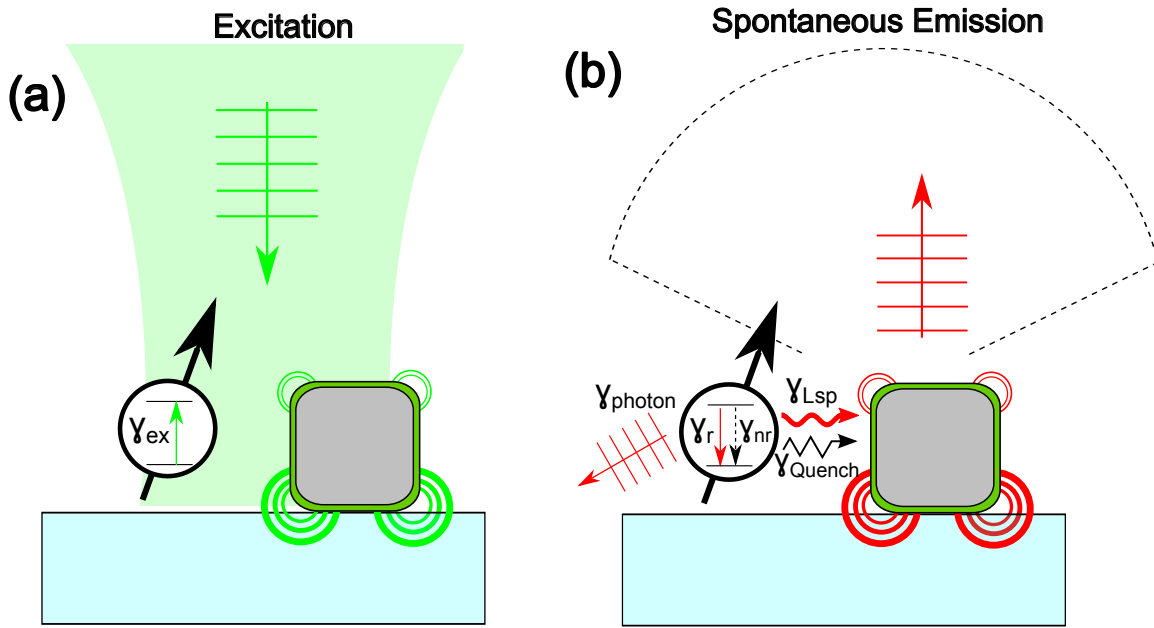 Excitation
(a)
γex
Spontaneous Emission
(b)
γphoton
γr
γnr
γLsp
γQuench